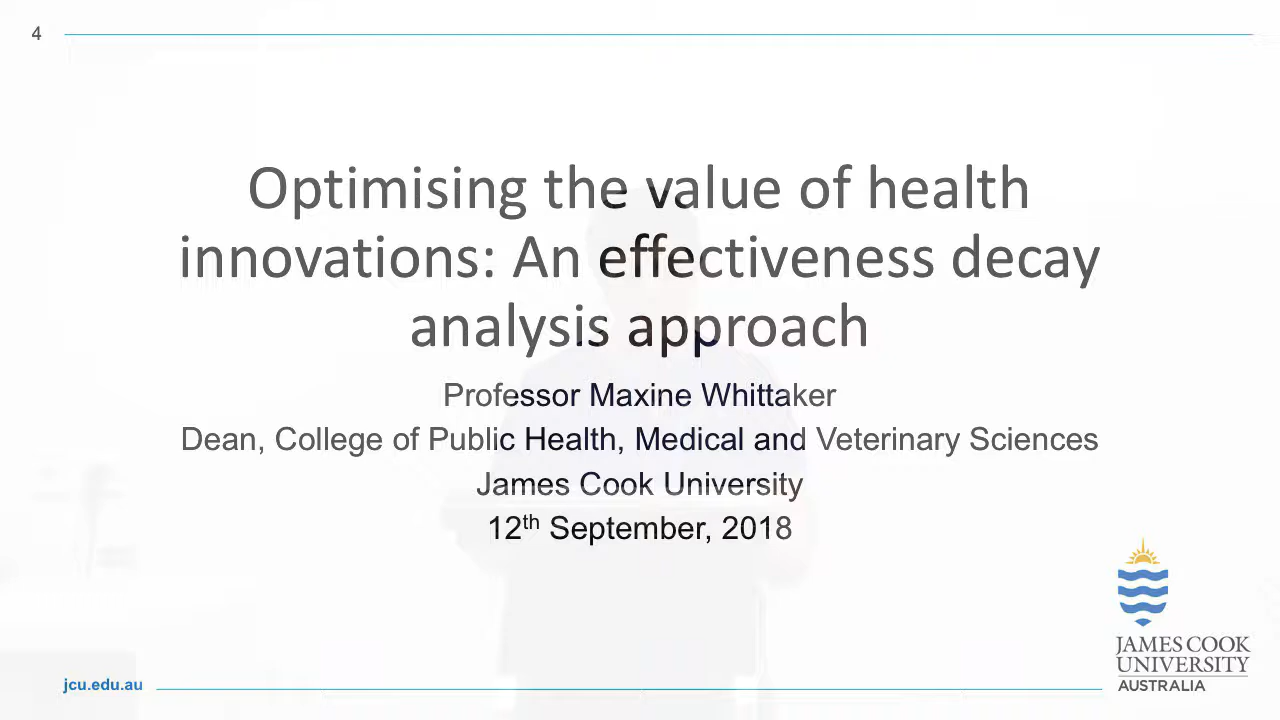 4
Optimising the value of health
innovations: An effectiveness decay
analysis approach
Professor Maxine Whittaker
Dean, College of Public Health, Medical and Veterinary Sciences
James Cook University
12th September, 2018
JAMES COOK
UNIVERSITY
AUSTRALIA
jcu.edu.au